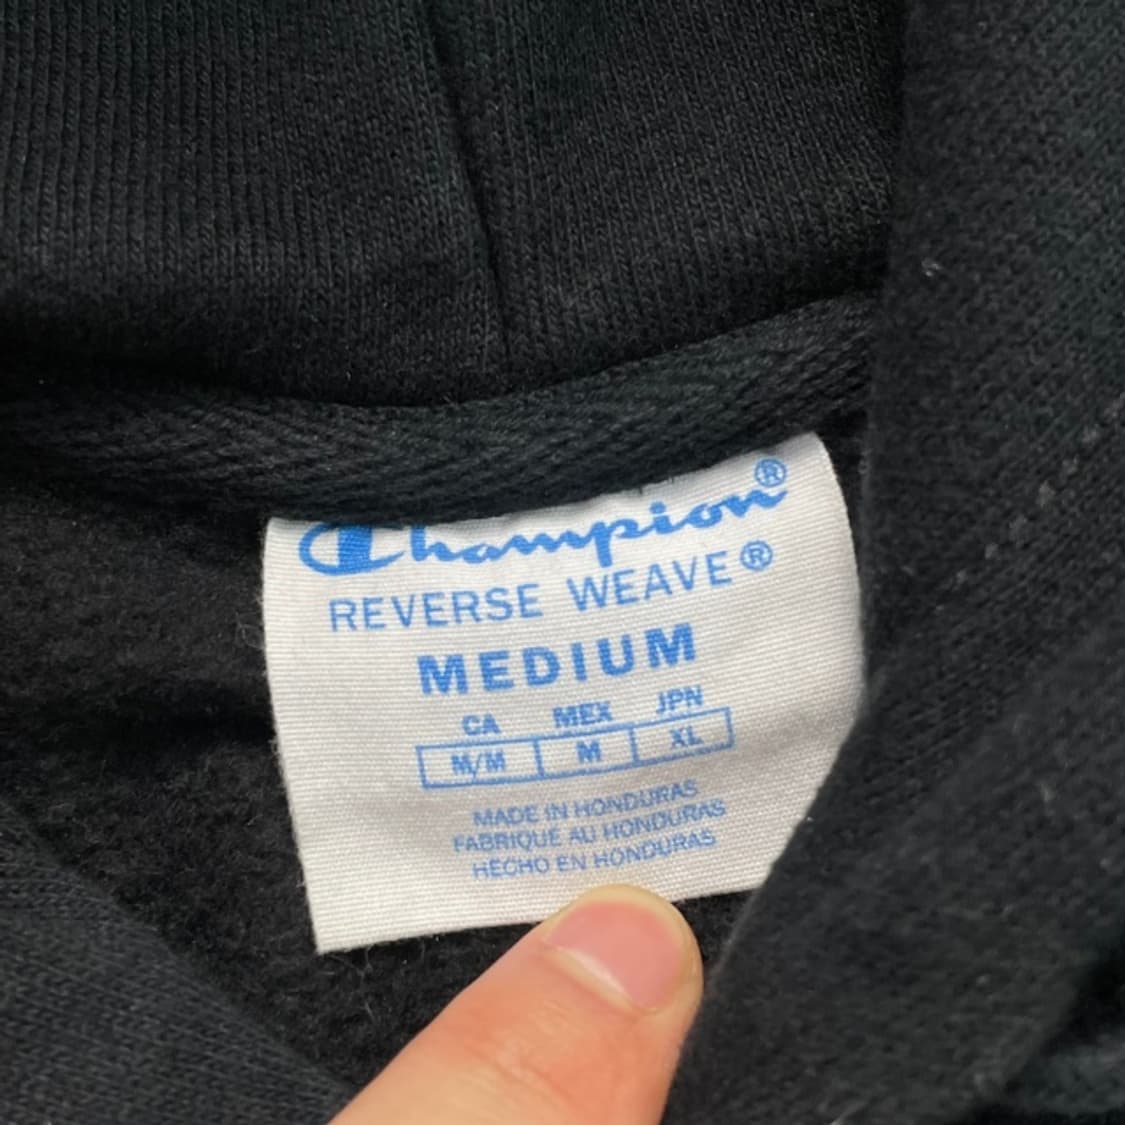 Champion®
REVERSE WEAVE®
MEDIUM
CA MEX JPN
M/M M XL
MADE IN HONDURAS
FABRIQUE AU HONDURAS
HECHO EN HONDURAS